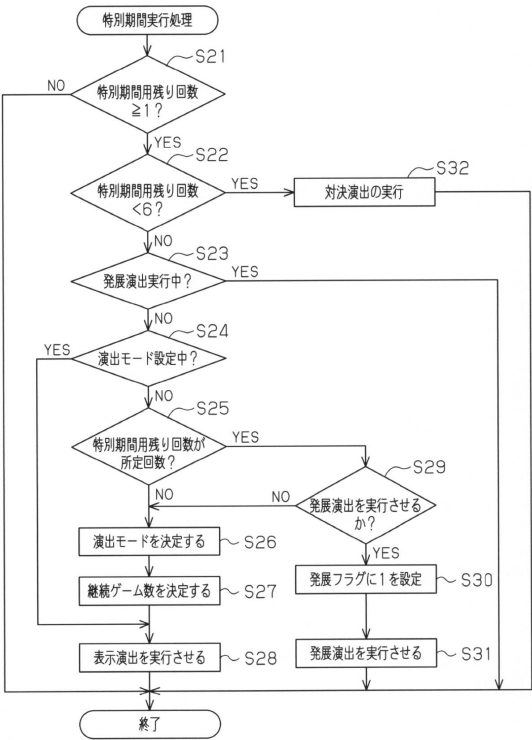 特別期間実行処理
S21
特別期間用残り回数
≧1？
NO
YES
S22
特別期間用残り回数
<6？
YES
S32
対決演出の実行
NO
S23
発展演出実行中？
YES
NO
S24
演出モード設定中？
YES
NO
S25
特別期間用残り回数が
所定回数？
YES
NO
S29
発展演出を実行させる
か？
NO
YES
演出モードを決定する
S26
発展フラグに1を設定
S30
継続ゲーム数を決定する
S27
表示演出を実行させる
S28
発展演出を実行させる
S31
終了